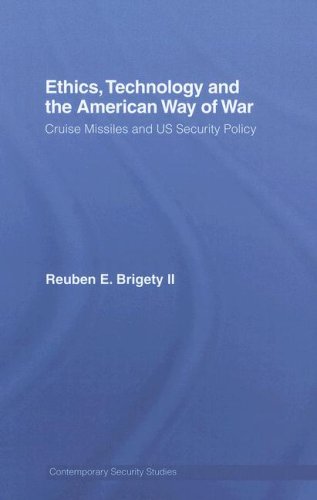 Ethics, Technology and
the American Way of War
Cruise Missiles and US Security Policy
Reuben E. Brigety II
Contemporary Security Studies